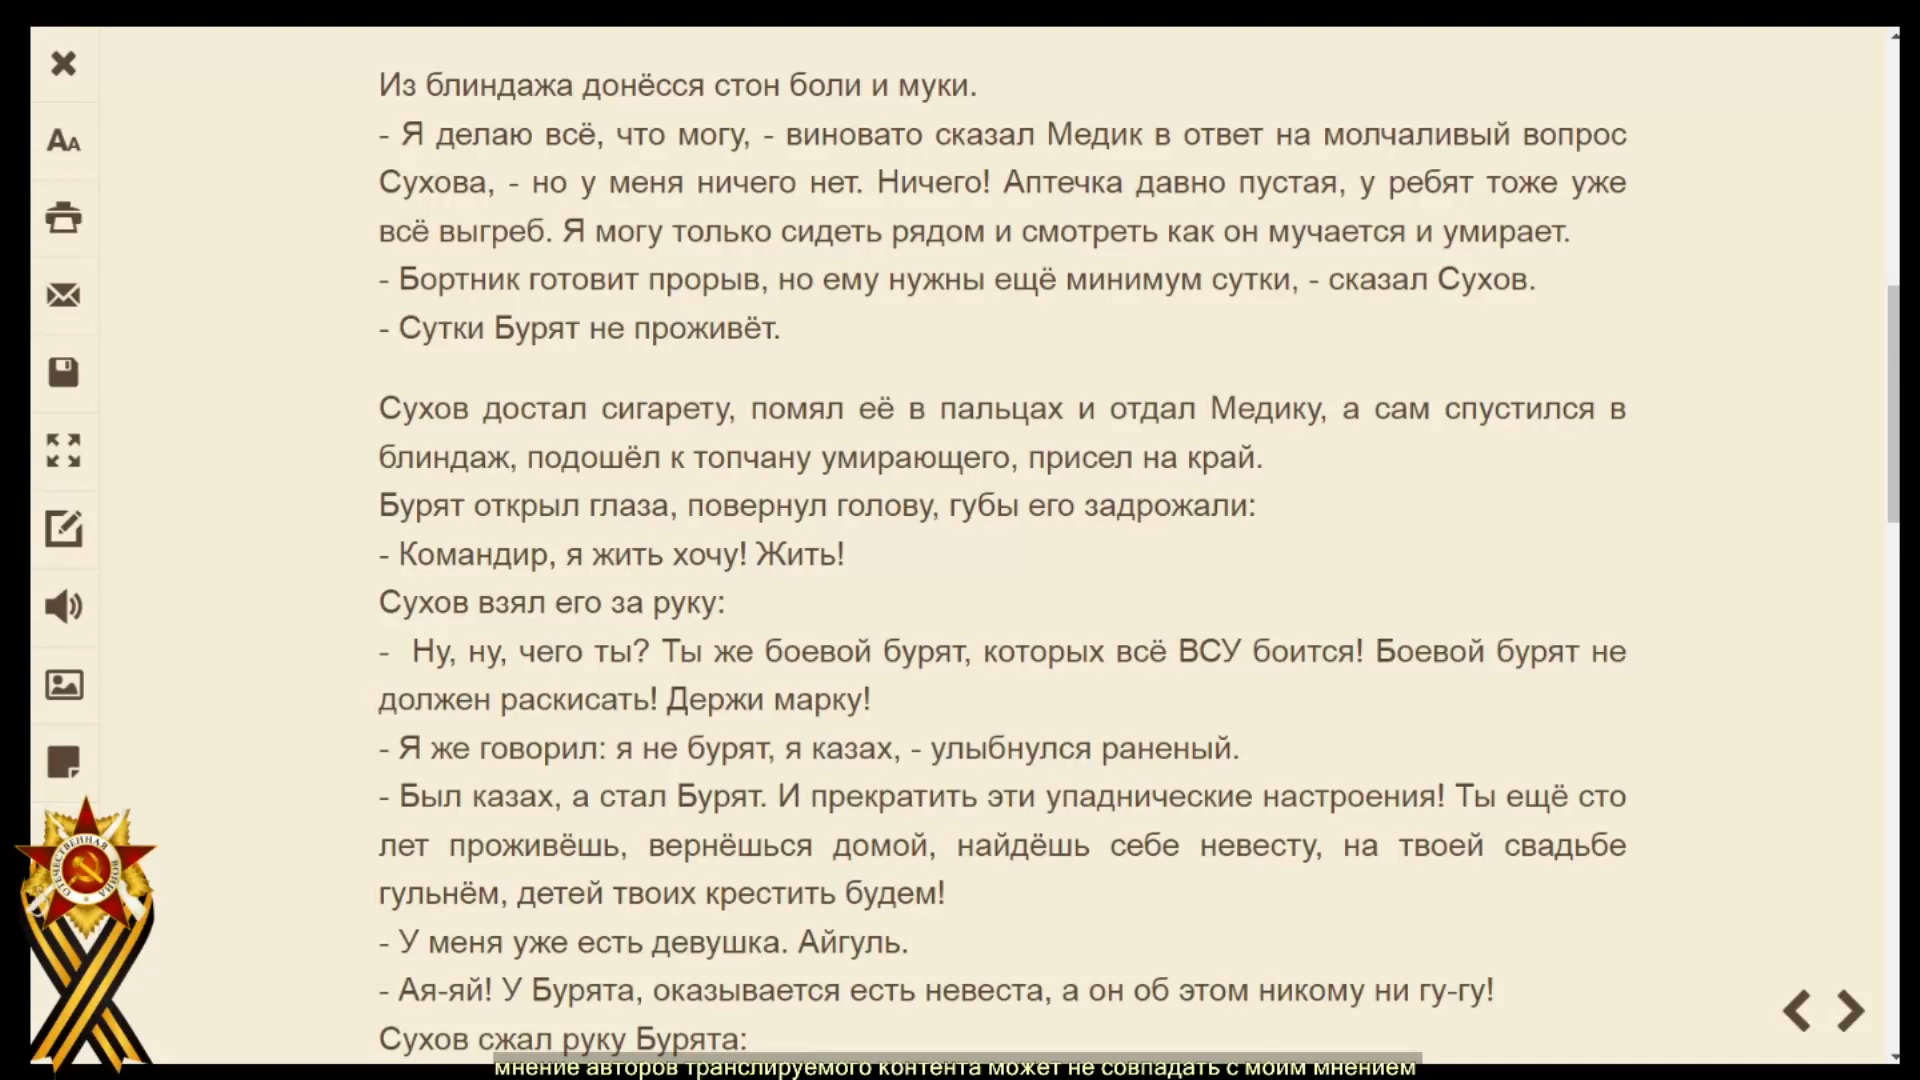 Из блиндажа донёсся стон боли и муки.
- Я делаю всё, что могу, - виновато сказал Медик в ответ на молчаливый вопрос
Сухова, - но у меня ничего нет. Ничего! Аптечка давно пустая, у ребят тоже уже
всё выгреб. Я могу только сидеть рядом и смотреть как он мучается и умирает.
- Бортник готовит прорыв, но ему нужны ещё минимум сутки, - сказал Сухов.
- Сутки Бурят не проживёт.
Сухов достал сигарету, помял её в пальцах и отдал Медику, а сам спустился в
блиндаж, подошёл к топчану умирающего, присел на край.
Бурят открыл глаза, повернул голову, губы его задрожали:
- Командир, я жить хочу! Жить!
Сухов взял его за руку:
- Ну, ну, чего ты? Ты же боевой бурят, которых всё ВСУ боится! Боевой бурят не
должен раскисать! Держи марку!
- Я же говорил: я не бурят, я казах, - улыбнулся раненый.
- Был казах, а стал Бурят. И прекратить эти упаднические настроения! Ты ещё сто
лет проживёшь, вернёшься домой, найдёшь себе невесту, на твоей свадьбе
гульнём, детей твоих крестить будем!
- У меня уже есть девушка. Айгуль.
- Ая-яй! У Бурята, оказывается есть невеста, а он об этом никому ни гу-гу!
Сухов сжал руку Бурята:
AA
ОТЕЧЕСТВЕННАЯ ВОЙНА
мнение авторов транслируемого контента может не совпадать с моим мнением